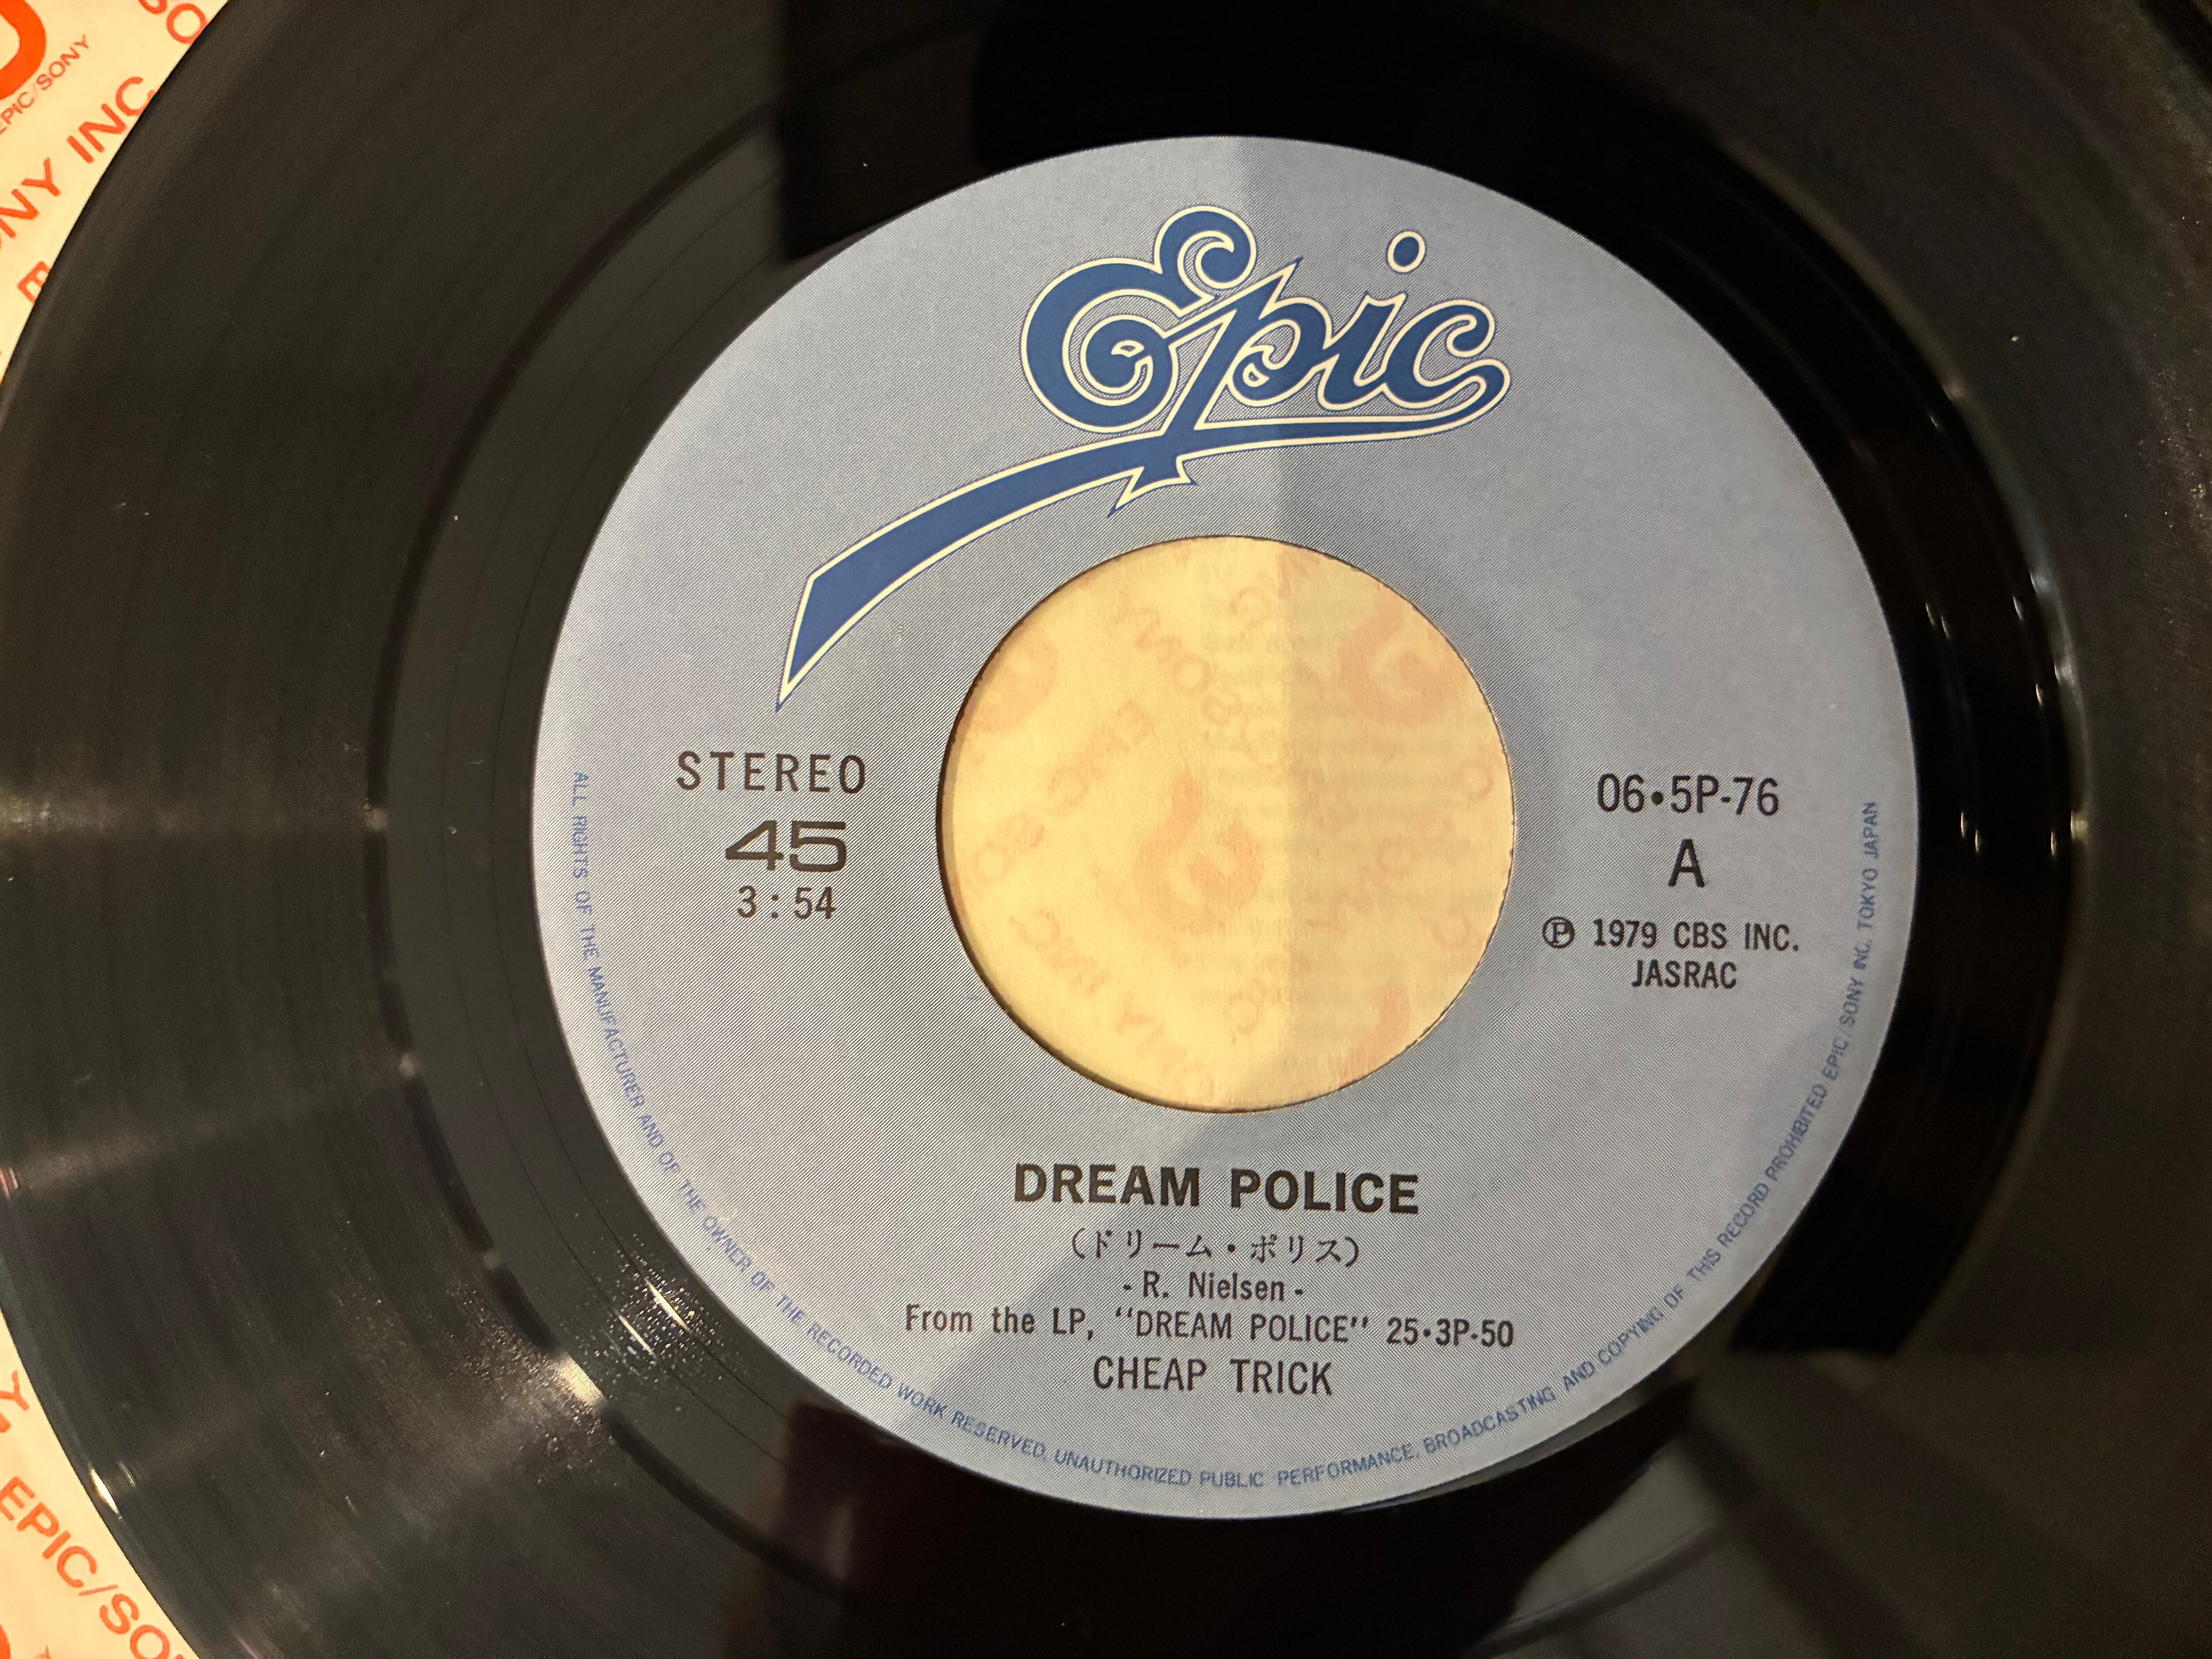 Epic
STEREO
45
3:54
06・5P-76
A
Ⓟ 1979 CBS INC.
JASRAC
DREAM POLICE
(ドリーム・ポリス)
- R. Nielsen -
From the LP, "DREAM POLICE" 25・3P-50
CHEAP TRICK
ALL RIGHTS OF THE MANUFACTURER AND OF THE OWNER OF THE RECORDED WORK RESERVED. UNAUTHORIZED PUBLIC PERFORMANCE, BROADCASTING AND COPYING OF THIS RECORD PROHIBITED EPIC/SONY INC. TOKYO JAPAN
EPIC/SONY
SONY INC
EPIC/SO